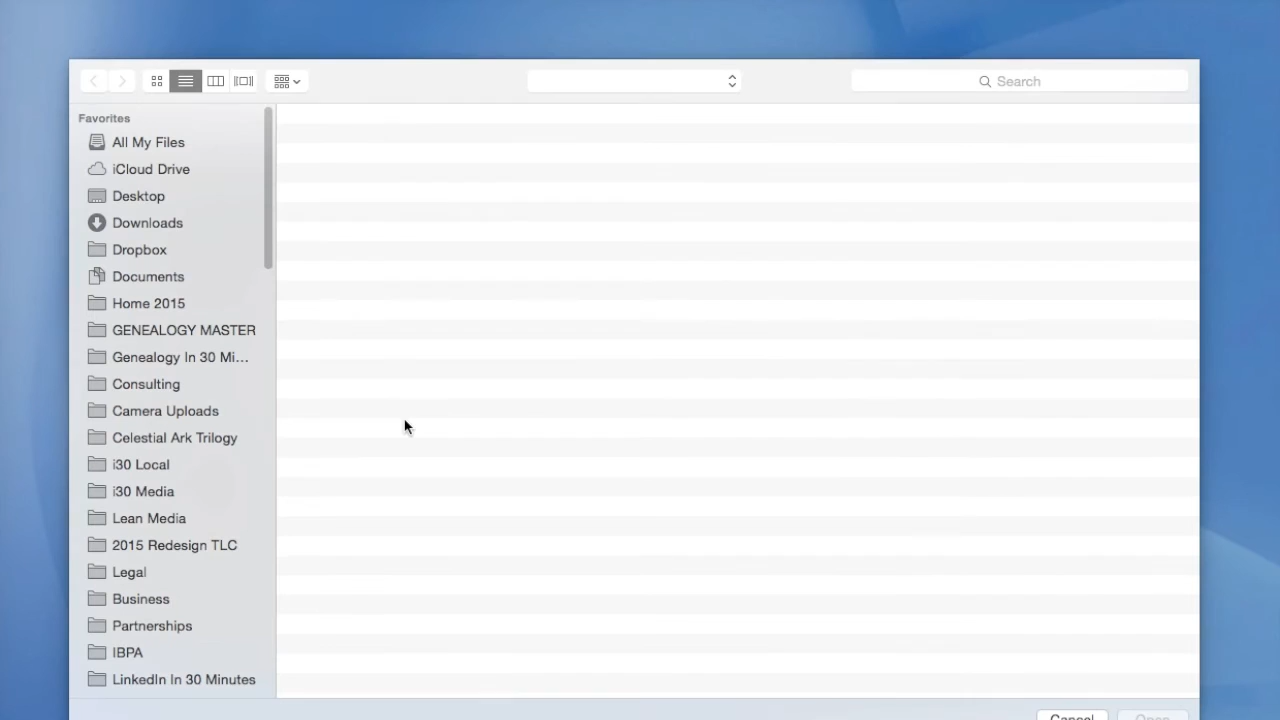 Search
Favorites
All My Files
iCloud Drive
Desktop
Downloads
Dropbox
Documents
Home 2015
GENEALOGY MASTER
Genealogy In 30 Mi...
Consulting
Camera Uploads
Celestial Ark Trilogy
i30 Local
i30 Media
Lean Media
2015 Redesign TLC
Legal
Business
Partnerships
IBPA
LinkedIn In 30 Minutes
Cancel
Open